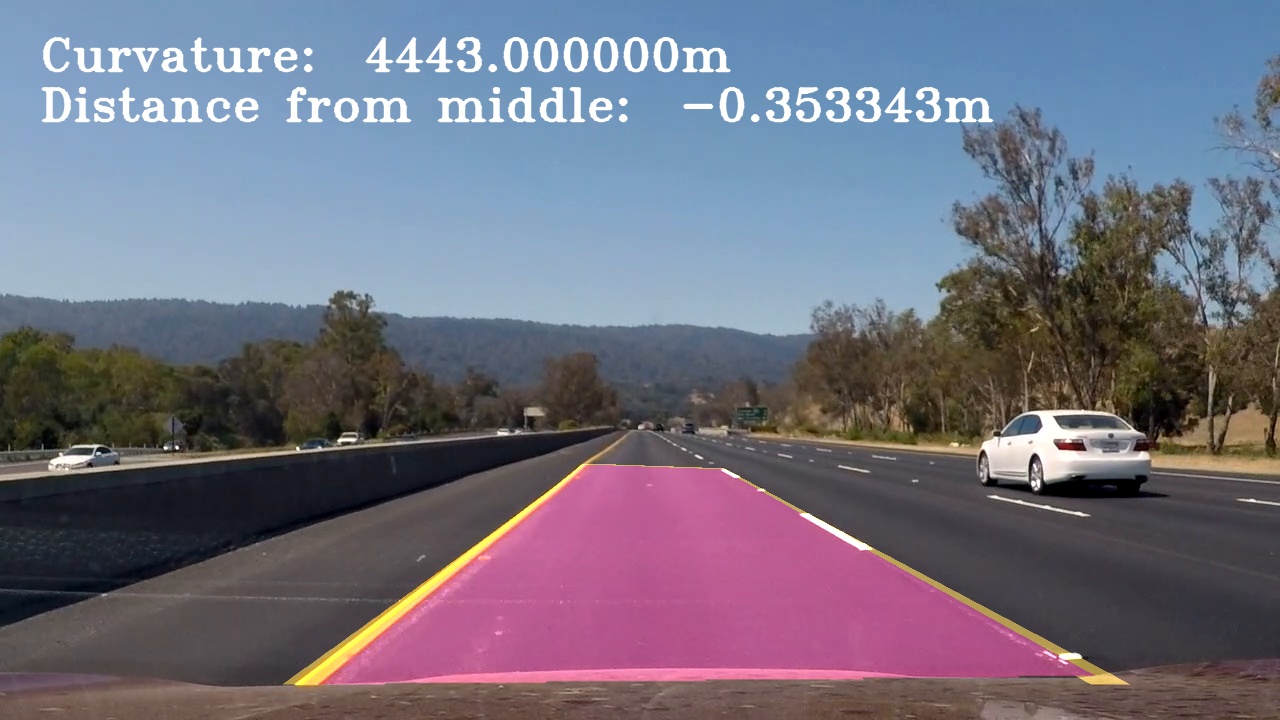 Curvature:  4443.000000m
Distance from middle:  −0.353343m